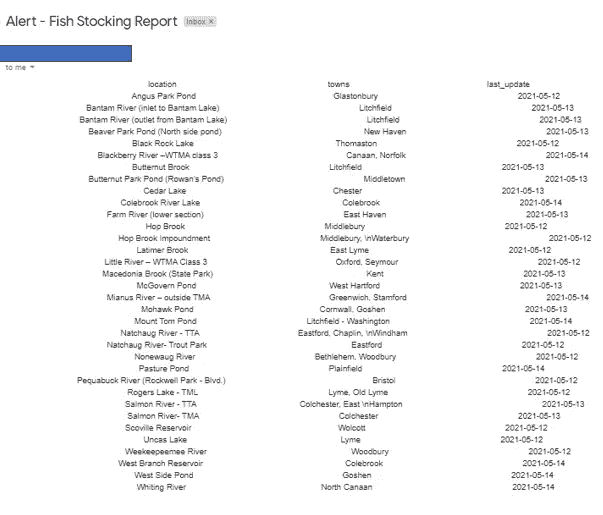 Alert - Fish Stocking Report Inbox ×
to me
location towns last_update
Angus Park Pond Glastonbury 2021-05-12
Bantam River (inlet to Bantam Lake) Litchfield 2021-05-13
Bantam River (outlet from Bantam Lake) Litchfield 2021-05-13
Beaver Park Pond (North side pond) New Haven 2021-05-13
Black Rock Lake Thomaston 2021-05-12
Blackberry River –WTMA class 3 Canaan, Norfolk 2021-05-14
Butternut Brook Litchfield 2021-05-13
Butternut Park Pond (Rowan's Pond) Middletown 2021-05-13
Cedar Lake Chester 2021-05-13
Colebrook River Lake Colebrook 2021-05-14
Farm River (lower section) East Haven 2021-05-13
Hop Brook Middlebury 2021-05-12
Hop Brook Impoundment Middlebury, \nWaterbury 2021-05-12
Latimer Brook East Lyme 2021-05-12
Little River – WTMA Class 3 Oxford, Seymour 2021-05-12
Macedonia Brook (State Park) Kent 2021-05-13
McGovern Pond West Hartford 2021-05-13
Mianus River – outside TMA Greenwich, Stamford 2021-05-14
Mohawk Pond Cornwall, Goshen 2021-05-13
Mount Tom Pond Litchfield - Washington 2021-05-14
Natchaug River - TTA Eastford, Chaplin, \nWindham 2021-05-12
Natchaug River- Trout Park Eastford 2021-05-12
Nonewaug River Bethlehem, Woodbury 2021-05-12
Pasture Pond Plainfield 2021-05-14
Pequabuck River (Rockwell Park - Blvd.) Bristol 2021-05-12
Rogers Lake - TML Lyme, Old Lyme 2021-05-12
Salmon River - TTA Colchester, East \nHampton 2021-05-13
Salmon River- TMA Colchester 2021-05-13
Scoville Reservoir Wolcott 2021-05-12
Uncas Lake Lyme 2021-05-12
Weekeepeemee River Woodbury 2021-05-12
West Branch Reservoir Colebrook 2021-05-14
West Side Pond Goshen 2021-05-14
Whiting River North Canaan 2021-05-14